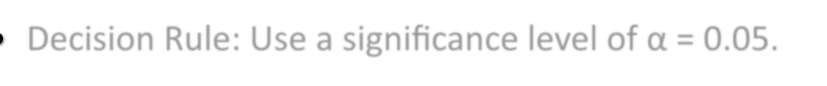 • Decision Rule: Use a significance level of α = 0.05.